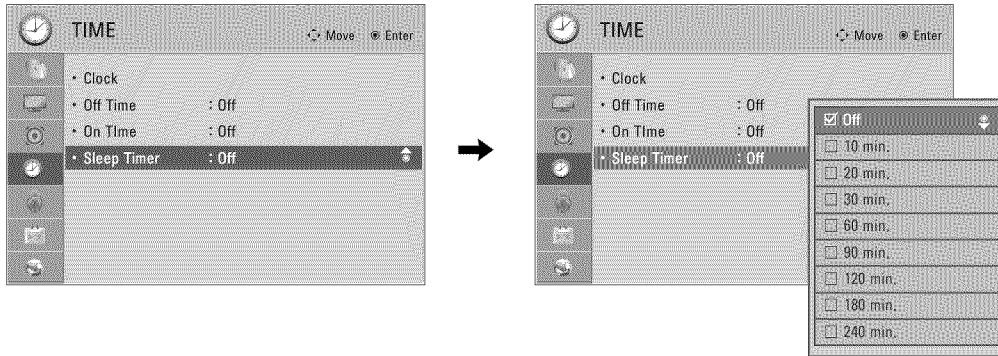 TIME
Move Enter
• Clock
• Off Time : Off
• On TIme : Off
• Sleep Timer : Off
TIME
Move Enter
• Clock
• Off Time : Off
• On TIme : Off
• Sleep Timer : Off
Off
10 min.
20 min.
30 min.
60 min.
90 min.
120 min.
180 min.
240 min.